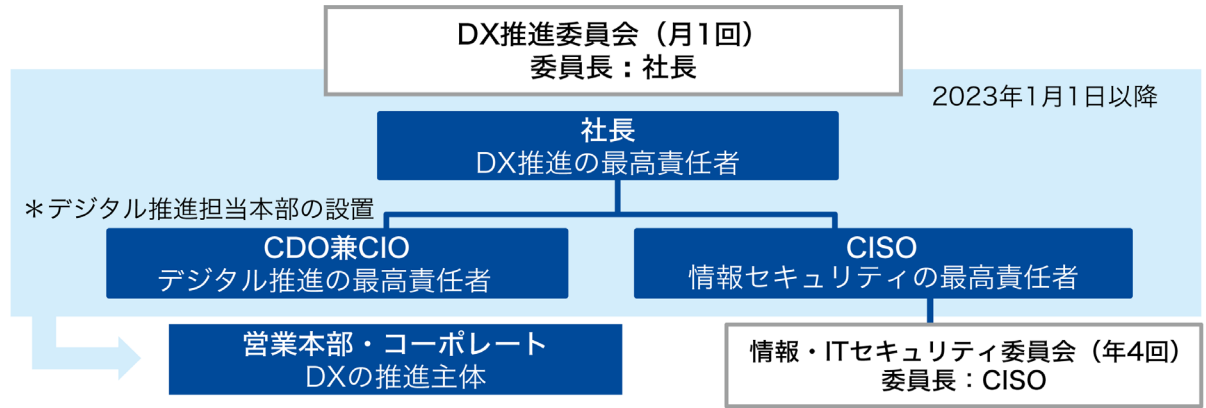 DX推進委員会（月1回）
委員長：社長
2023年1月1日以降
社長
DX推進の最高責任者
＊デジタル推進担当本部の設置
CDO兼CIO
デジタル推進の最高責任者
CISO
情報セキュリティの最高責任者
営業本部・コーポレート
DXの推進主体
情報・ITセキュリティ委員会（年4回）
委員長：CISO